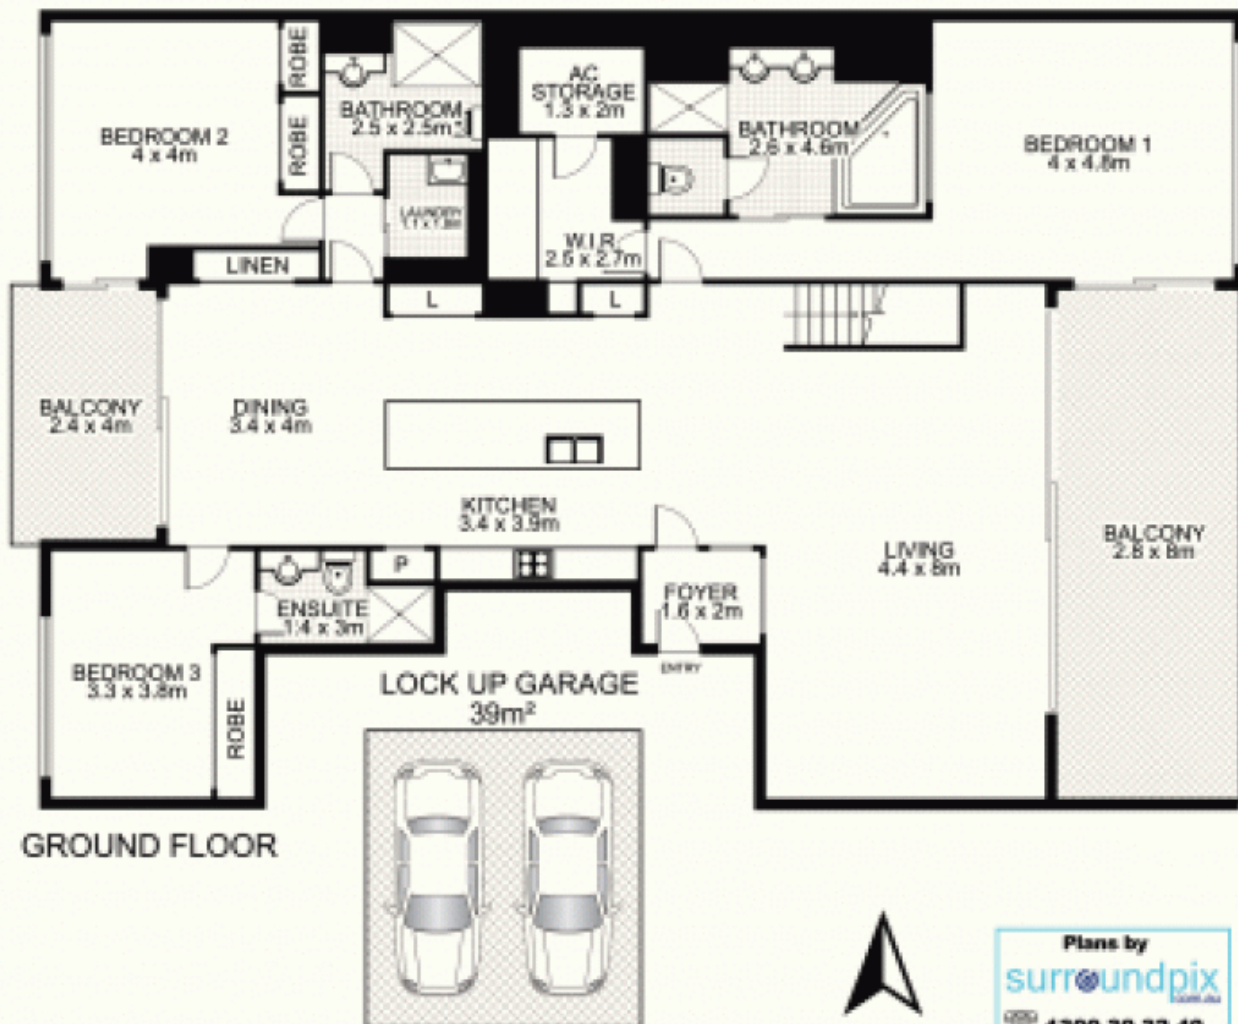 BEDROOM 2
4 x 4m
ROBE
ROBE
BATHROOM
2.5 x 2.5m
AC
STORAGE
1.3 x 2m
BATHROOM
2.6 x 4.6m
BEDROOM 1
4 x 4.8m
LAUNDRY
W.I.R.
2.5 x 2.7m
LINEN
L
L
BALCONY
2.4 x 4m
DINING
3.4 x 4m
KITCHEN
3.4 x 3.9m
LIVING
4.4 x 8m
BALCONY
2.8 x 8m
P
ENSUITE
1.4 x 3m
FOYER
1.6 x 2m
ENTRY
BEDROOM 3
3.3 x 3.8m
ROBE
LOCK UP GARAGE
39m²
GROUND FLOOR
Plans by
surroundpix
.com.au